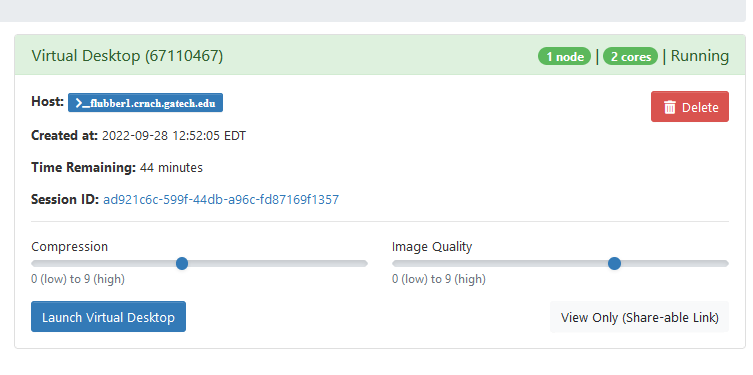 Virtual Desktop (67110467) 1 node | 2 cores | Running
Host: >_flubber1.crnch.gatech.edu
Delete
Created at: 2022-09-28 12:52:05 EDT
Time Remaining: 44 minutes
Session ID: ad921c6c-599f-44db-a96c-fd87169f1357
Compression
0 (low) to 9 (high)
Image Quality
0 (low) to 9 (high)
Launch Virtual Desktop
View Only (Share-able Link)